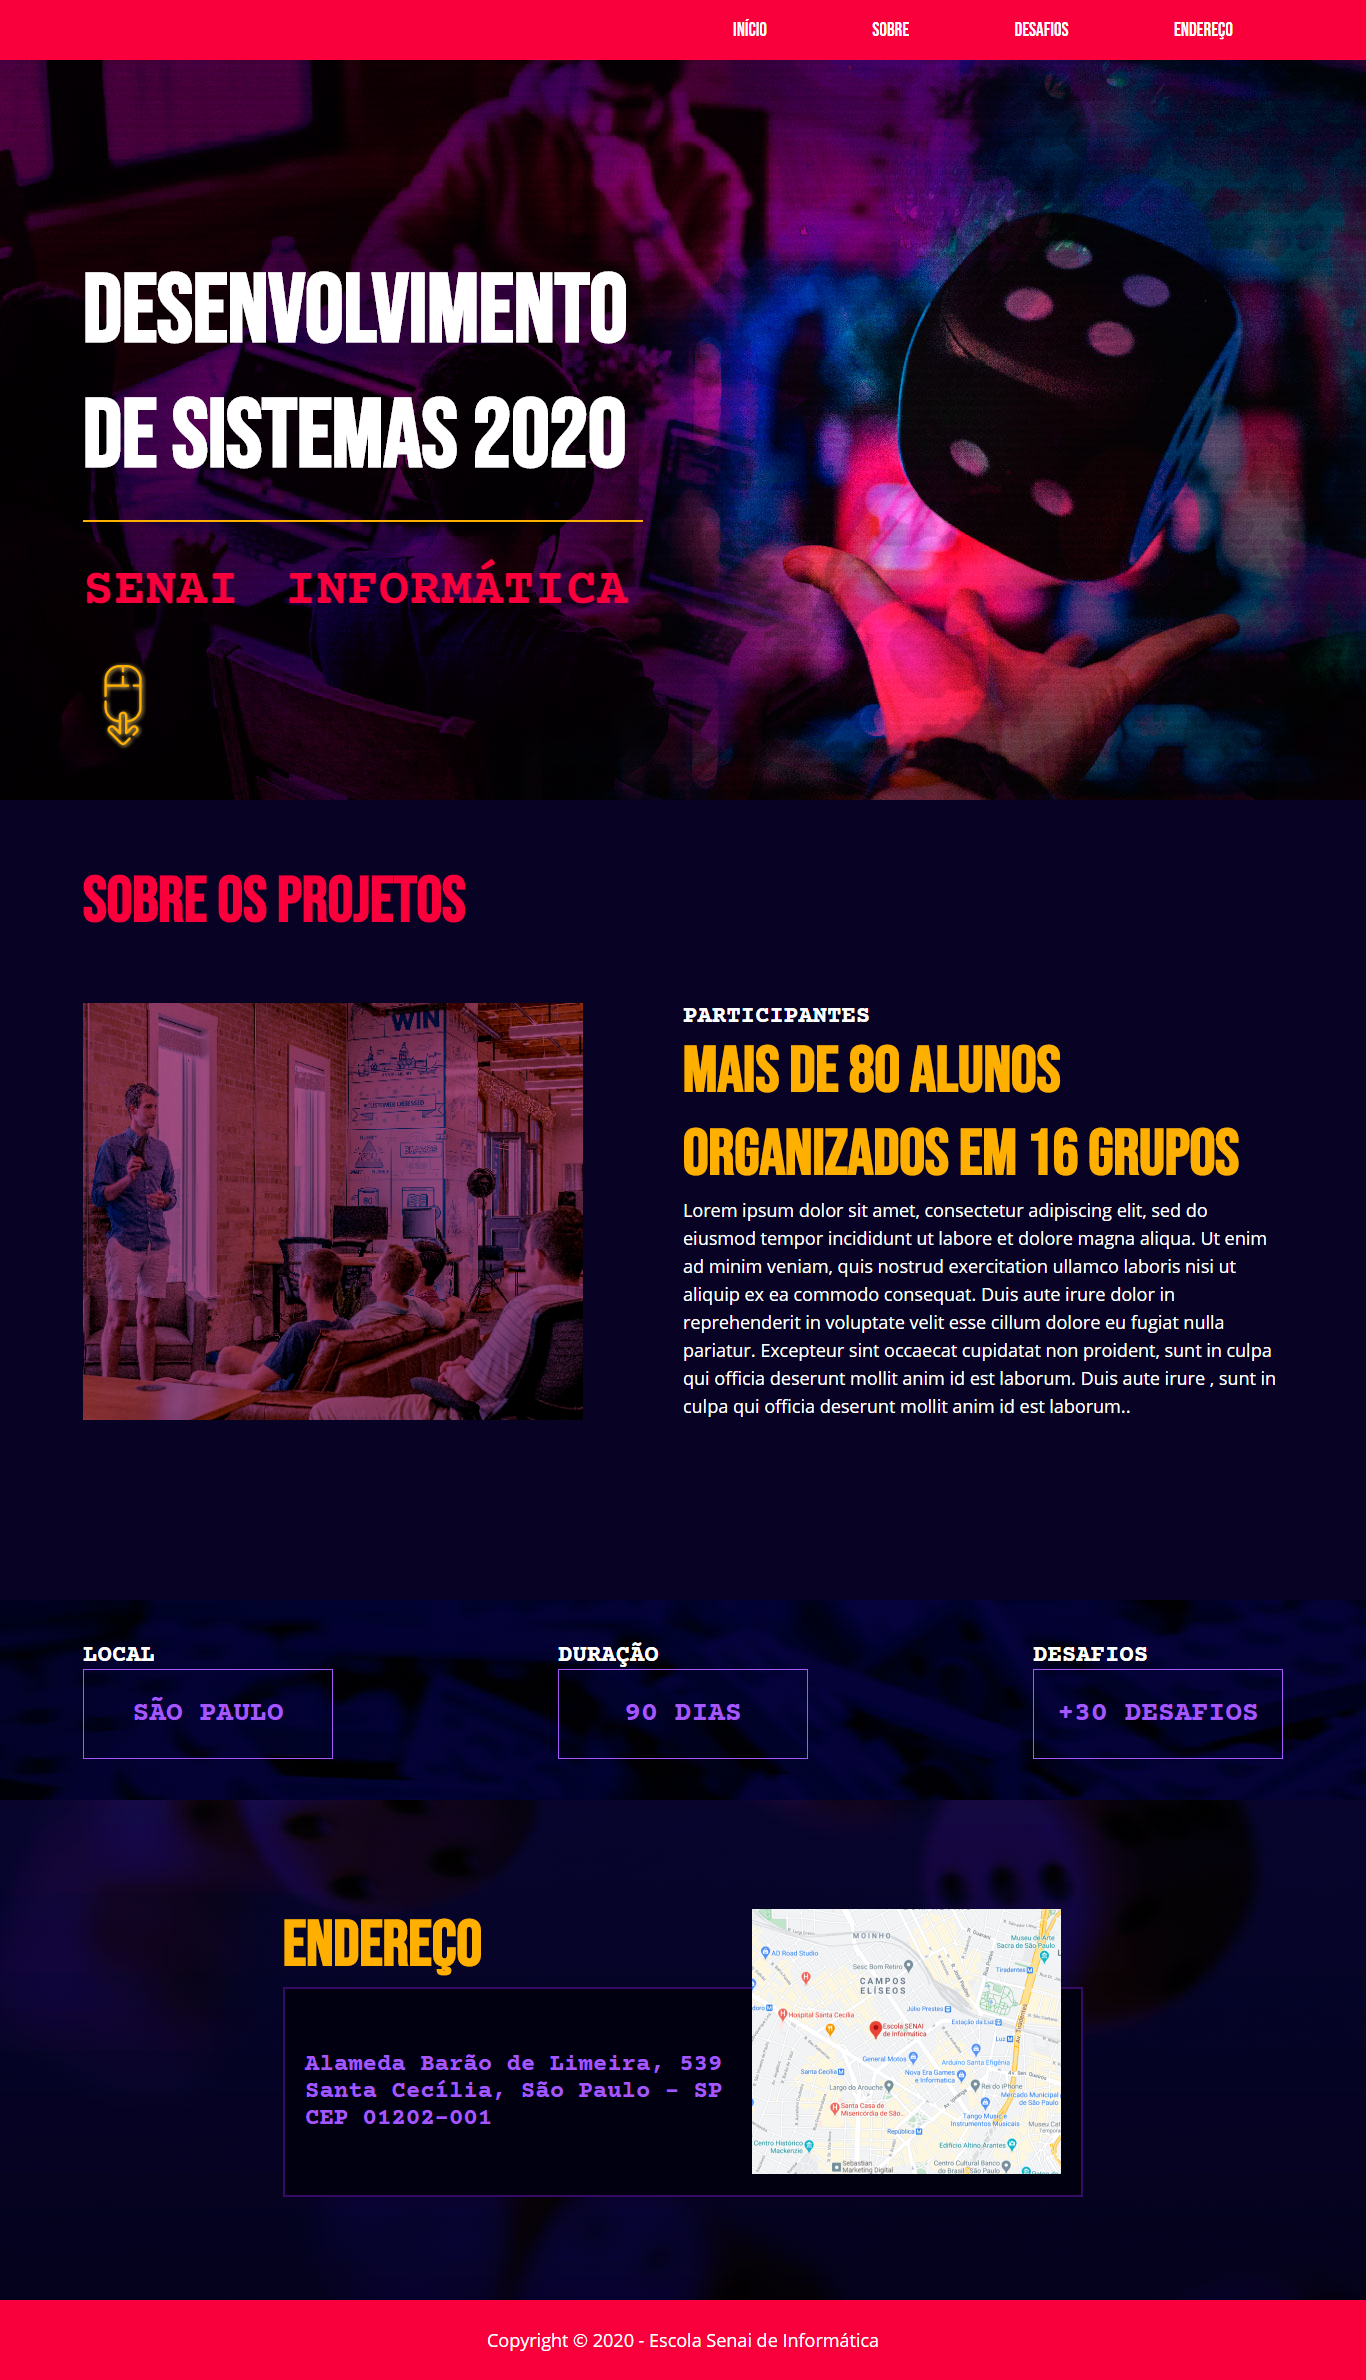 INÍCIO SOBRE DESAFIOS ENDEREÇO
DESENVOLVIMENTO
DE SISTEMAS 2020
SENAI INFORMÁTICA
SOBRE OS PROJETOS
WIN
PARTICIPANTES
MAIS DE 80 ALUNOS
ORGANIZADOS EM 16 GRUPOS
Lorem ipsum dolor sit amet, consectetur adipiscing elit, sed do
eiusmod tempor incididunt ut labore et dolore magna aliqua. Ut enim
ad minim veniam, quis nostrud exercitation ullamco laboris nisi ut
aliquip ex ea commodo consequat. Duis aute irure dolor in
reprehenderit in voluptate velit esse cillum dolore eu fugiat nulla
pariatur. Excepteur sint occaecat cupidatat non proident, sunt in culpa
qui officia deserunt mollit anim id est laborum. Duis aute irure , sunt in
culpa qui officia deserunt mollit anim id est laborum..
LOCAL
SÃO PAULO
DURAÇÃO
90 DIAS
DESAFIOS
+30 DESAFIOS
ENDEREÇO
Alameda Barão de Limeira, 539
Santa Cecília, São Paulo - SP
CEP 01202-001
MOINHO
Museu de Arte
Sacra de São Paulo
AD Road Studio
Sesc Bom Retiro
Tiradentes
CAMPOS
ELÍSEOS
Júlio Prestes
Hospital Santa Cecilia
Estação da Luz
Escola SENAI
de Informática
Luz
Av. Tiradentes
General Motos
Arduino Santa Efigênia
Santa Cecília
Nova Era Games
e Informatica
Largo do Arouche
Rei do iPhone
Av. Ipiranga
Mercado Municipal
Santa Casa de
Misericórdia de São...
Tango Music e
Instrumentos Musicais
República
Centro Histórico
Mackenzie
Edifício Altino Arantes
Sebastian
Marketing Digital
Centro Cultural Banco
do Brasil São Paulo
Copyright © 2020 - Escola Senai de Informática